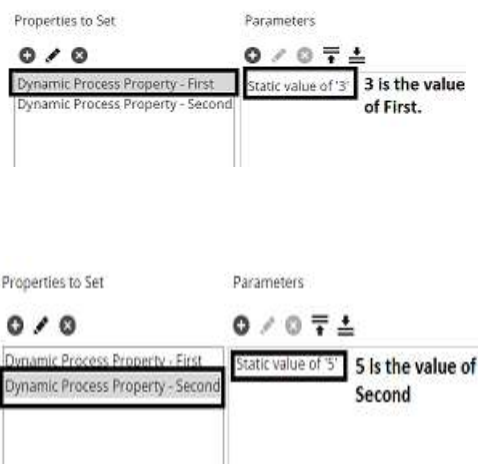 Properties to Set Parameters
Dynamic Process Property - First Static value of '3' 3 is the value
Dynamic Process Property - Second of First.
Properties to Set Parameters
Dynamic Process Property - First Static value of '5' 5 Is the value of
Dynamic Process Property - Second Second